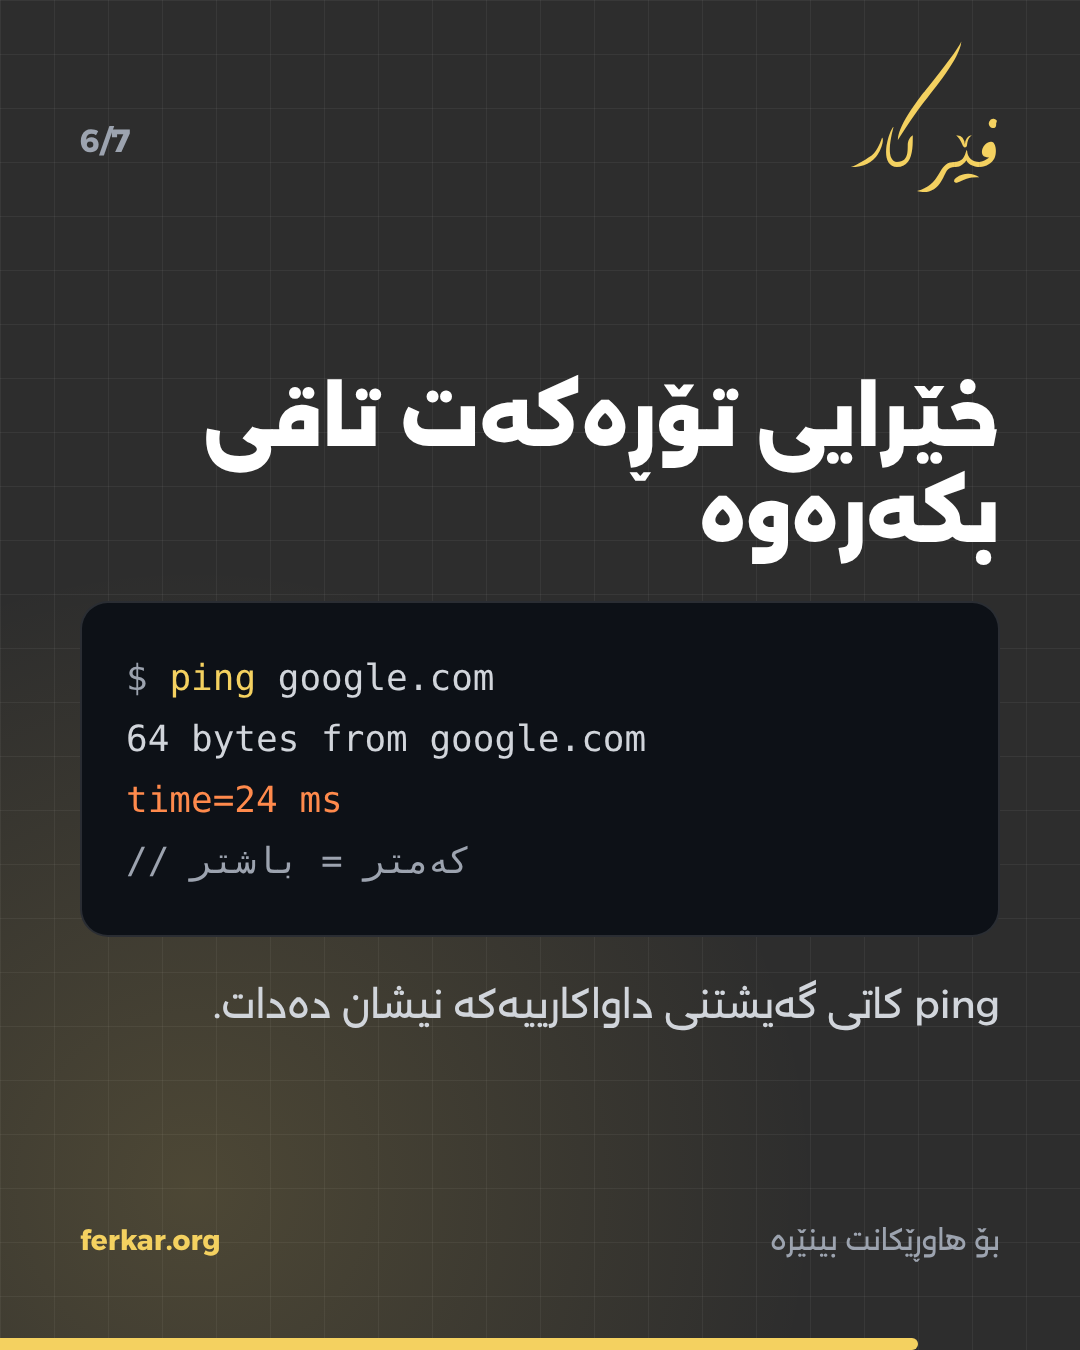 6/7
فێرکار
خێرایی تۆڕەکەت تاقی
بکەرەوە
$ ping google.com
64 bytes from google.com
time=24 ms
// کەمتر = باشتر
ping کاتی گەیشتنی داواکارییەکە نیشان دەدات.
ferkar.org
بۆ هاوڕێکانت بینێرە